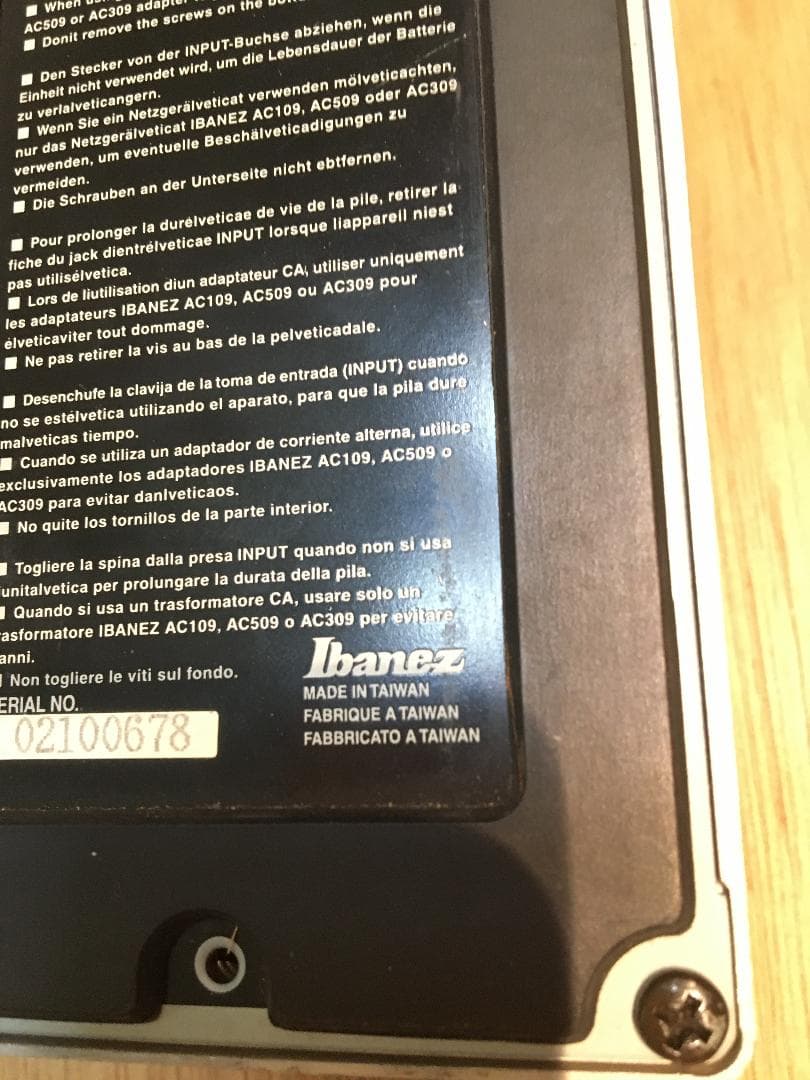 ■ When
AC509 or AC309 adapter
■ Donit remove the screws on the
■ Den Stecker von der INPUT-Buchse abziehen, wenn die
Einheit nicht verwendet wird, um die Lebensdauer der Batterie
zu verlalveticangern.
■ Wenn Sie ein Netzgerälveticat verwenden mölveticachten,
nur das Netzgerälveticat IBANEZ AC109, AC509 oder AC309
verwenden, um eventuelle Beschälveticadigungen zu
vermeiden.
■ Die Schrauben an der Unterseite nicht ebtfernen.
■ Pour prolonger la durélveticae de vie de la pile, retirer la
fiche du jack dientrélveticae INPUT lorsque liappareil niest
pas utilisélvetica.
■ Lors de liutilisation diun adaptateur CA, utiliser uniquement
les adaptateurs IBANEZ AC109, AC509 ou AC309 pour
élveticaviter tout dommage.
■ Ne pas retirer la vis au bas de la pelveticadale.
■ Desenchufe la clavija de la toma de entrada (INPUT) cuando
no se estélvetica utilizando el aparato, para que la pila dure
malveticas tiempo.
■ Cuando se utiliza un adaptador de corriente alterna, utilice
exclusivamente los adaptadores IBANEZ AC109, AC509 o
AC309 para evitar danlveticaos.
■ No quite los tornillos de la parte interior.
■ Togliere la spina dalla presa INPUT quando non si usa
unitalvetica per prolungare la durata della pila.
■ Quando si usa un trasformatore CA, usare solo un
rasformatore IBANEZ AC109, AC509 o AC309 per evitare
anni.
■ Non togliere le viti sul fondo.
ERIAL NO.
02100678
Ibanez
MADE IN TAIWAN
FABRIQUE A TAIWAN
FABBRICATO A TAIWAN